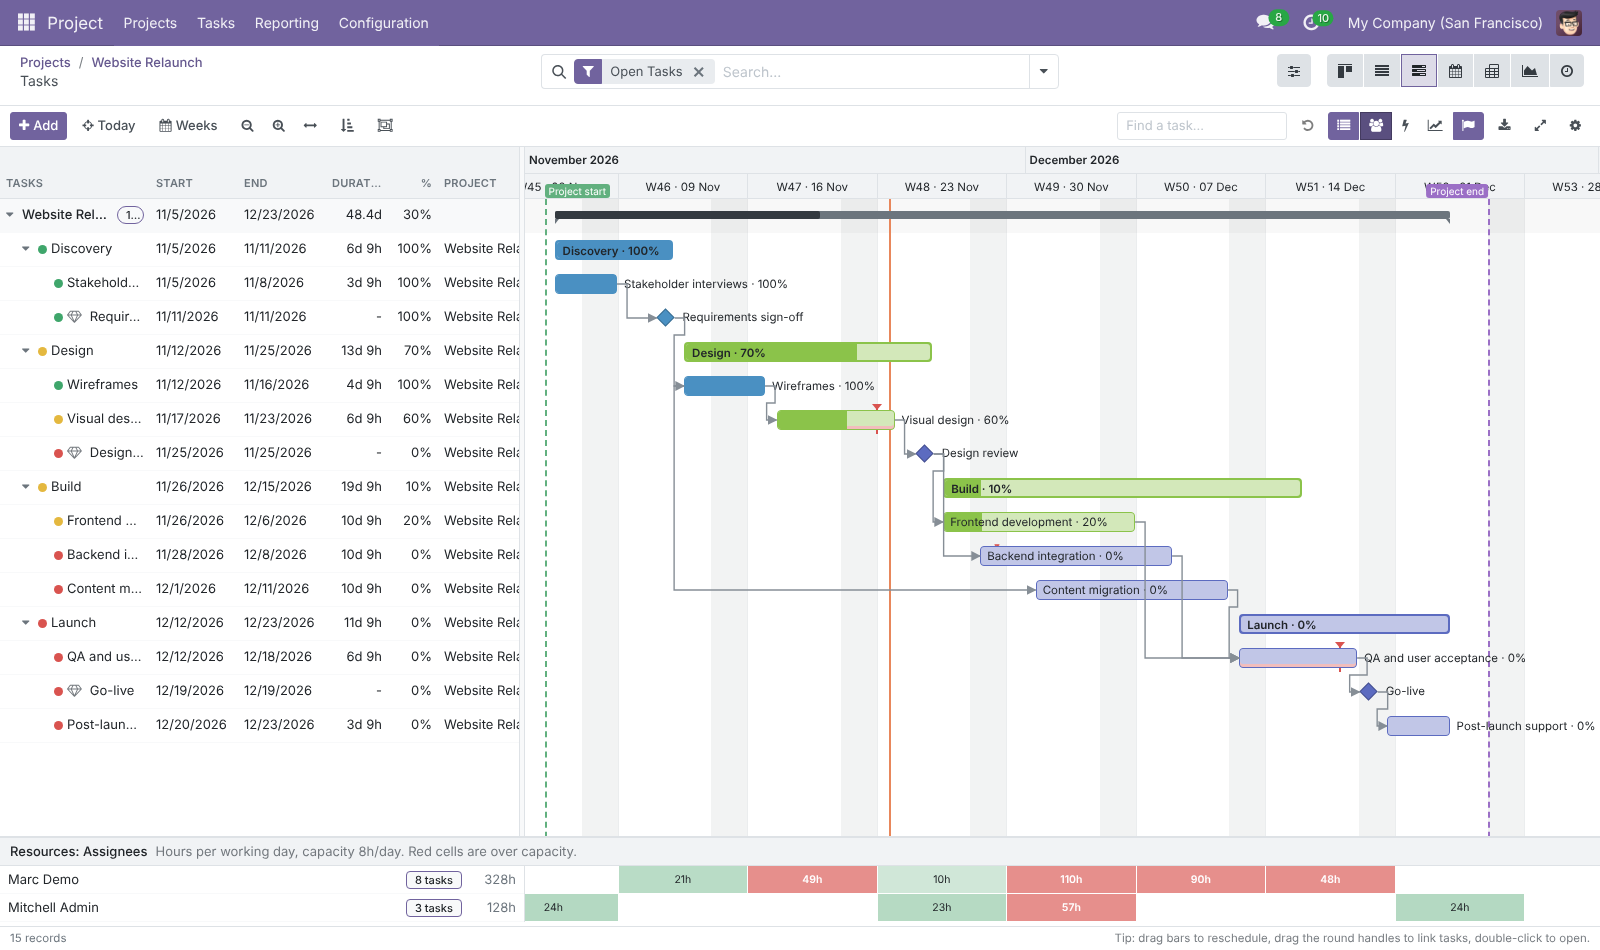 Project Projects Tasks Reporting Configuration 8 10 My Company (San Francisco)
Projects / Website Relaunch
Tasks
Open Tasks Search...
Add Today Weeks Find a task...
November 2026 December 2026
TASKS START END DURAT... % PROJECT
W46 · 09 Nov W47 · 16 Nov W48 · 23 Nov W49 · 30 Nov W50 · 07 Dec W51 · 14 Dec W53 · 28
Project start Project end
Website Rel... 1... 11/5/2026 12/23/2026 48.4d 30%
Discovery 11/5/2026 11/11/2026 6d 9h 100% Website Rela Discovery · 100%
Stakehold... 11/5/2026 11/8/2026 3d 9h 100% Website Rela Stakeholder interviews · 100%
Requir... 11/11/2026 11/11/2026 - 100% Website Rela Requirements sign-off
Design 11/12/2026 11/25/2026 13d 9h 70% Website Rela Design · 70%
Wireframes 11/12/2026 11/16/2026 4d 9h 100% Website Rela Wireframes · 100%
Visual des... 11/17/2026 11/23/2026 6d 9h 60% Website Rela Visual design · 60%
Design... 11/25/2026 11/25/2026 - 0% Website Rela Design review
Build 11/26/2026 12/15/2026 19d 9h 10% Website Rela Build · 10%
Frontend ... 11/26/2026 12/6/2026 10d 9h 20% Website Rela Frontend development · 20%
Backend i... 11/28/2026 12/8/2026 10d 9h 0% Website Rela Backend integration · 0%
Content m... 12/1/2026 12/11/2026 10d 9h 0% Website Rela Content migration · 0%
Launch 12/12/2026 12/23/2026 11d 9h 0% Website Rela Launch · 0%
QA and us... 12/12/2026 12/18/2026 6d 9h 0% Website Rela QA and user acceptance · 0%
Go-live 12/19/2026 12/19/2026 - 0% Website Rela Go-live
Post-laun... 12/20/2026 12/23/2026 3d 9h 0% Website Rela Post-launch support · 0%
Resources: Assignees Hours per working day, capacity 8h/day. Red cells are over capacity.
Marc Demo 8 tasks 328h 21h 49h 10h 110h 90h 48h
Mitchell Admin 3 tasks 128h 24h 23h 57h 24h
15 records Tip: drag bars to reschedule, drag the round handles to link tasks, double-click to open.